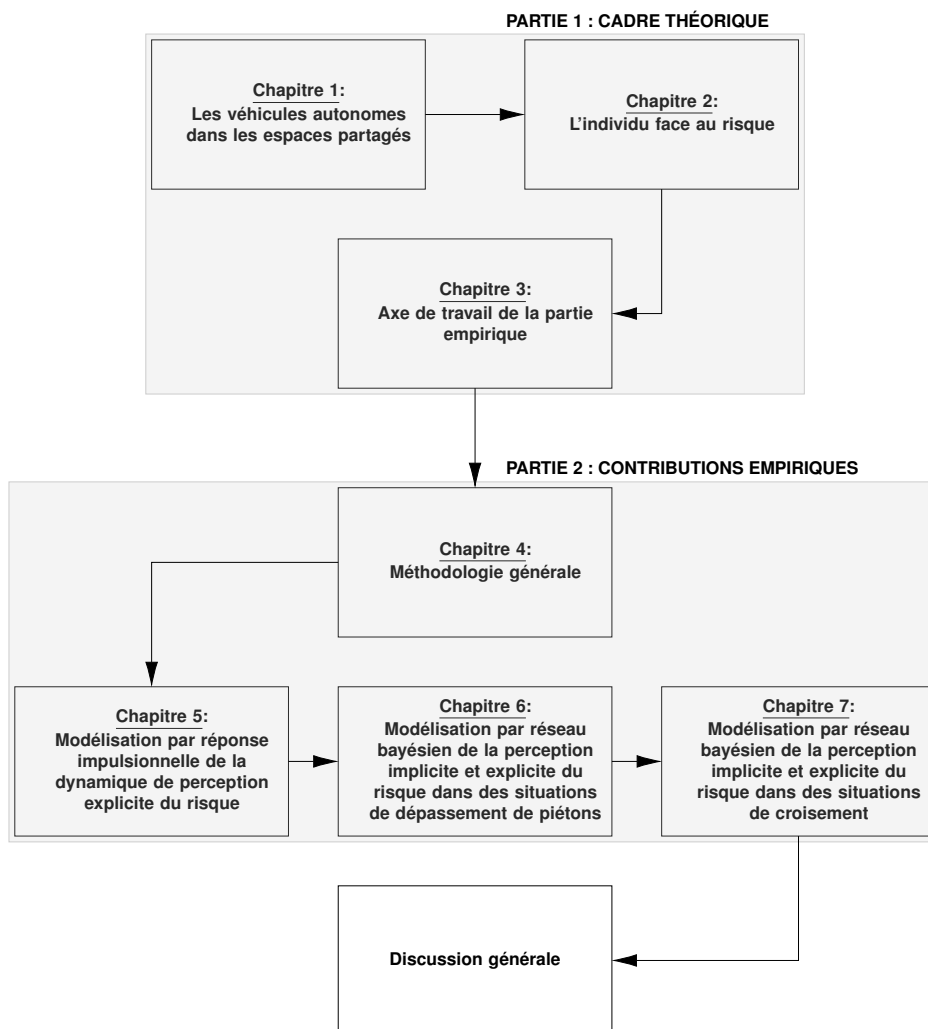 PARTIE 1 : CADRE THÉORIQUE
Chapitre 1:
Les véhicules autonomes
dans les espaces partagés
Chapitre 2:
L'individu face au risque
Chapitre 3:
Axe de travail de la partie
empirique
PARTIE 2 : CONTRIBUTIONS EMPIRIQUES
Chapitre 4:
Méthodologie générale
Chapitre 5:
Modélisation par réponse
impulsionnelle de la
dynamique de perception
explicite du risque
Chapitre 6:
Modélisation par réseau
bayésien de la perception
implicite et explicite du
risque dans des situations
de dépassement de piétons
Chapitre 7:
Modélisation par réseau
bayésien de la perception
implicite et explicite du
risque dans des situations
de croisement
Discussion générale